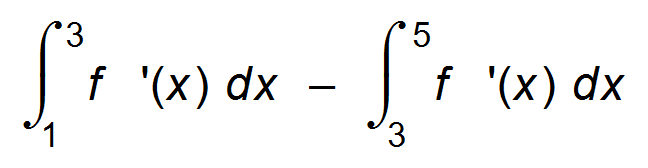 ∫₁³ f '(x) dx – ∫₃⁵ f '(x) dx